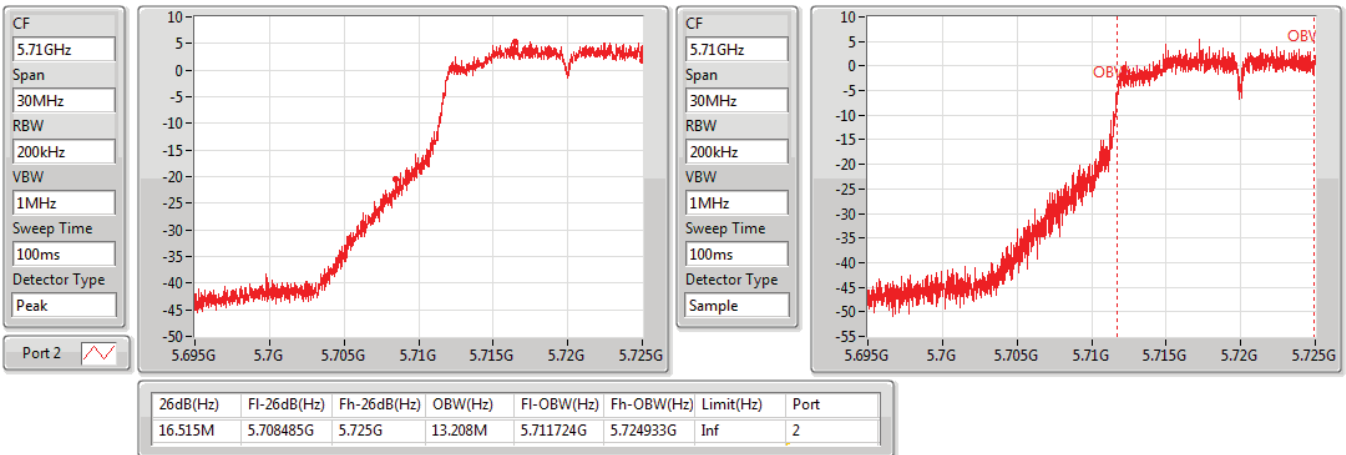 CF
5.71GHz
Span
30MHz
RBW
200kHz
VBW
1MHz
Sweep Time
100ms
Detector Type
Peak
Port 2
10
5
0
-5
-10
-15
-20
-25
-30
-35
-40
-45
-50
5.695G 5.7G 5.705G 5.71G 5.715G 5.72G 5.725G
CF
5.71GHz
Span
30MHz
RBW
200kHz
VBW
1MHz
Sweep Time
100ms
Detector Type
Sample
10
5
0
-5
-10
-15
-20
-25
-30
-35
-40
-45
-50
-55
5.695G 5.7G 5.705G 5.71G 5.715G 5.72G 5.725G
26dB(Hz) Fl-26dB(Hz) Fh-26dB(Hz) OBW(Hz) Fl-OBW(Hz) Fh-OBW(Hz) Limit(Hz) Port
16.515M 5.708485G 5.725G 13.208M 5.711724G 5.724933G Inf 2